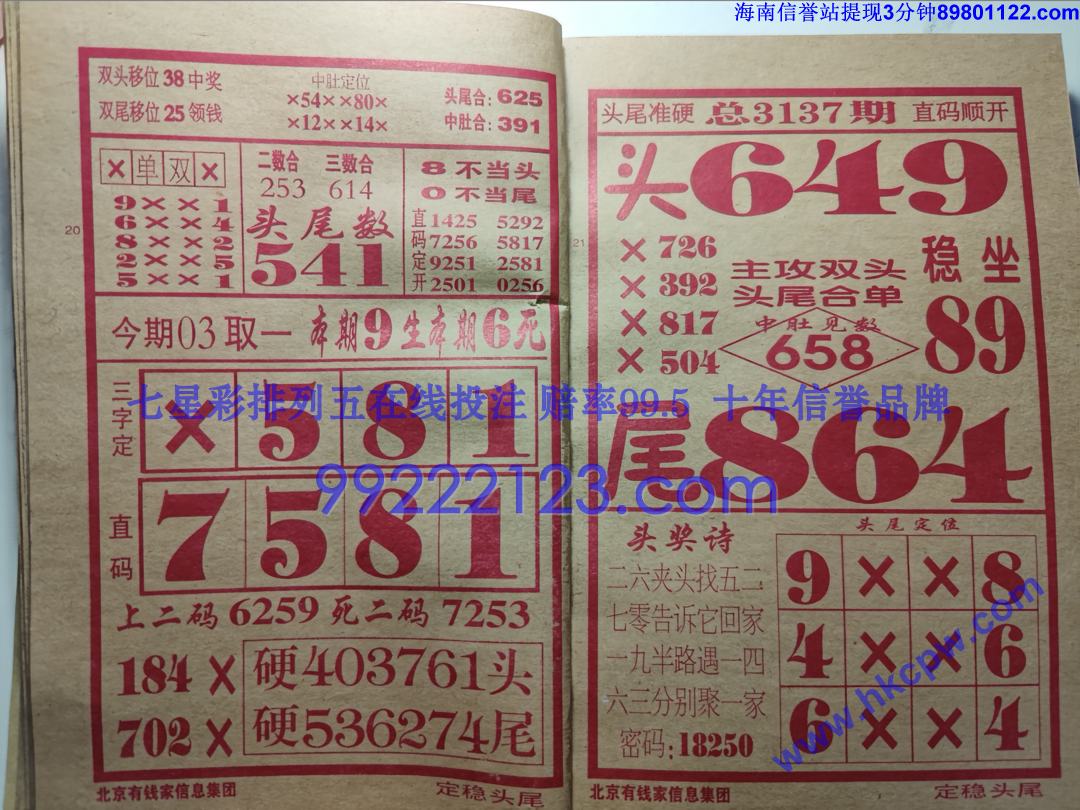 海南信誉站提现3分钟89801122.com
双头移位38中奖
双尾移位25领钱
中肚定位
×54××80×
×12××14×
头尾合:625
中肚合:391
×单双×
9××1
6××4
8××2
2××5
5××1
二数合 三数合
253 614
头尾数
541
8不当头
0不当尾
直码定开
1425 5292
7256 5817
9251 2581
2501 0256
20
今期03取一 本期9生本期6死
三字定
×581
七星彩排列五在线投注 赔率99.5 十年信誉品牌
99222123.com
直码
7581
上二码6259死二码7253
184× 硬403761头
702× 硬536274尾
北京有钱家信息集团
定稳头尾
头尾准硬 总3137期 直码顺开
头649
21
×726
×392
×817
×504
主攻双头
头尾合单
中肚见数
658
稳坐
89
尾864
头奖诗
二六夹头找五二
七零告诉它回家
一九半路遇一四
六三分别聚一家
密码:18250
头尾定位
9××8
4××6
6××4
www.hkcpw.com
北京有钱家信息集团
定稳头尾